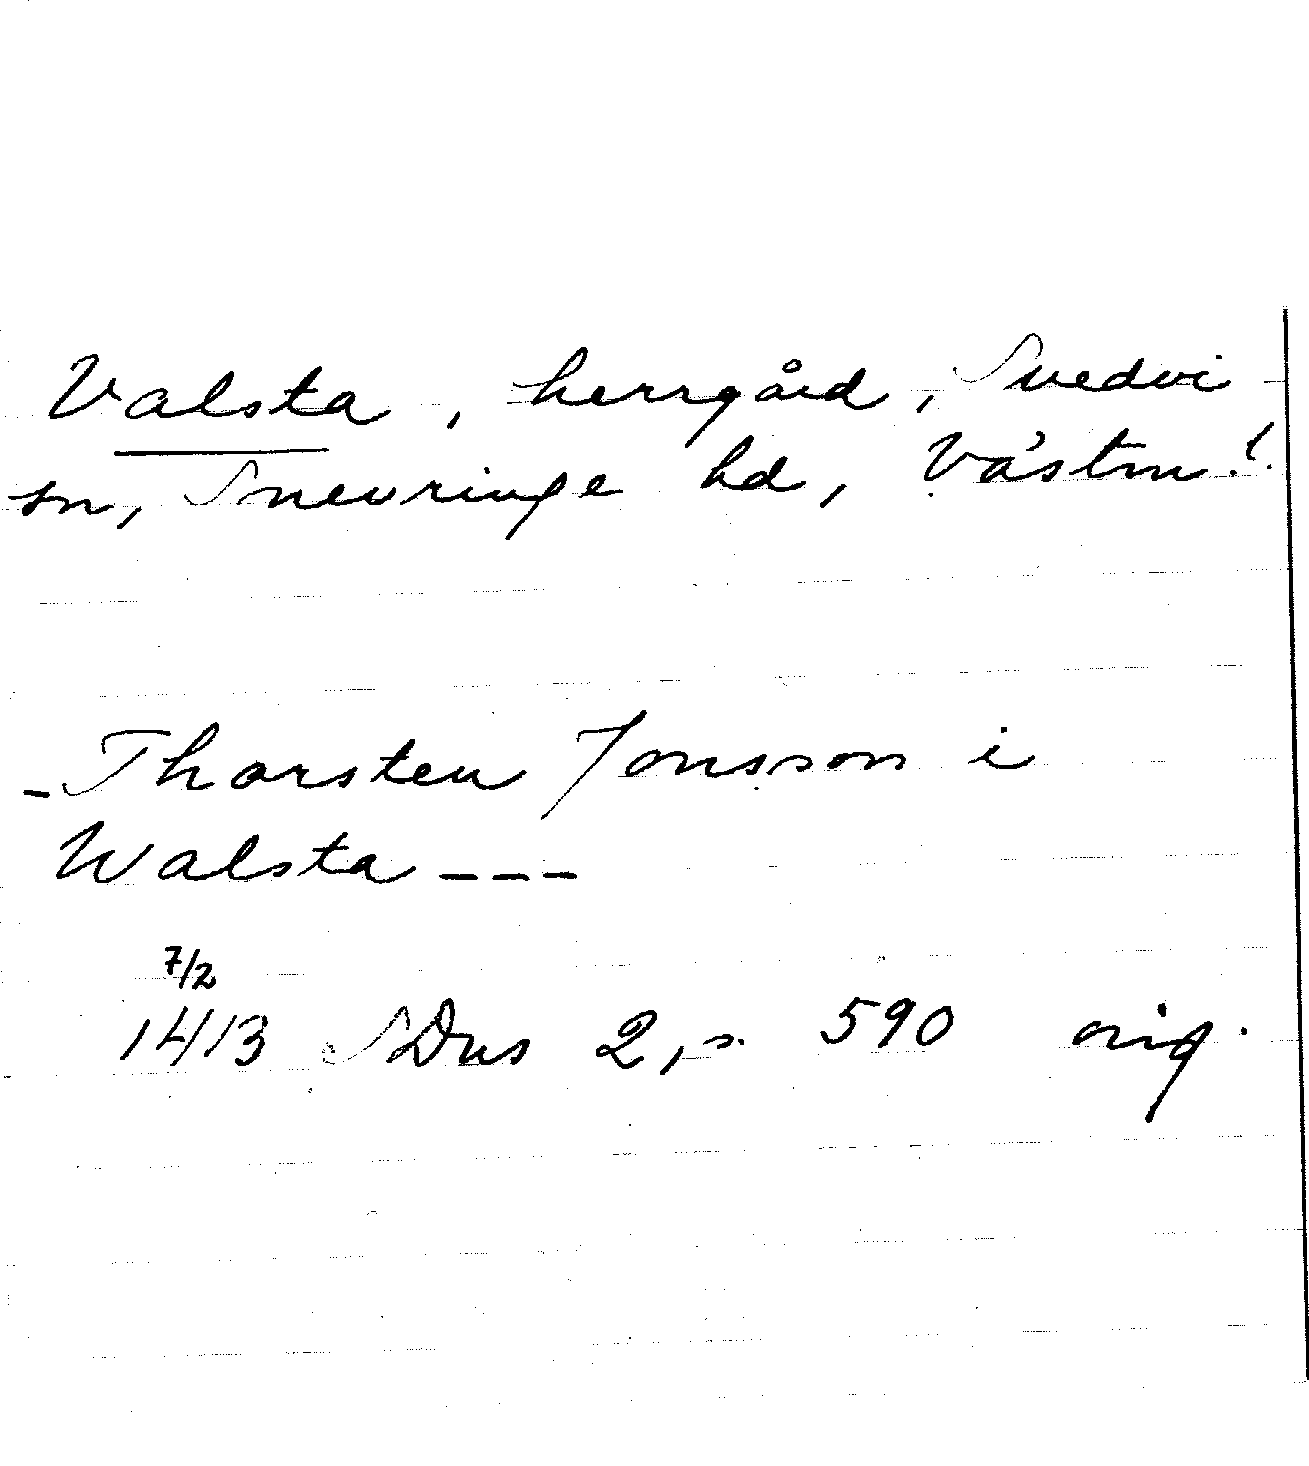 Valsta, herrgård, Svedvi
sn, Snevringe hd, Västm. l.
-Thorsten Jonsson i
Walsta ---
7/2
1413 SDns 2, s. 590 orig.